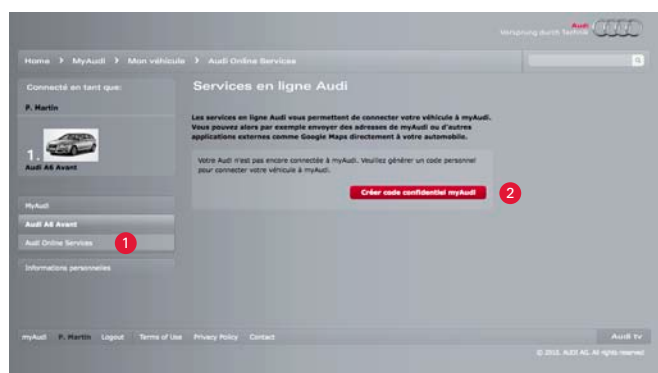 Audi
Vorsprung durch Technik
Home > MyAudi > Mon véhicule > Audi Online Services
Connecté en tant que:
P. Martin
1.
Audi A6 Avant
MyAudi
Audi A6 Avant
Audi Online Services
1
Informations personnelles
Services en ligne Audi
Les services en ligne Audi vous permettent de connecter votre véhicule à myAudi.
Vous pouvez alors par exemple envoyer des adresses de myAudi ou d'autres
applications externes comme Google Maps directement à votre automobile.
Votre Audi n'est pas encore connectée à myAudi. Veuillez générer un code personnel
pour connecter votre véhicule à myAudi.
Créer code confidentiel myAudi
2
myAudi P. Martin Logout Terms of Use Privacy Policy Contact
Audi tv
AUDI AG. All rights reserved